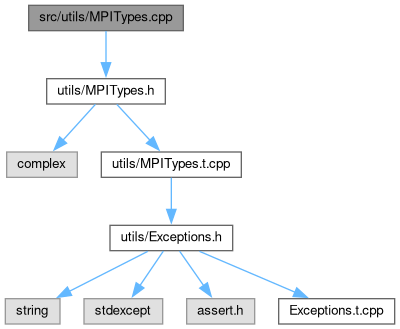 src/utils/MPITypes.cpp
utils/MPITypes.h
complex
utils/MPITypes.t.cpp
utils/Exceptions.h
string
stdexcept
assert.h
Exceptions.t.cpp